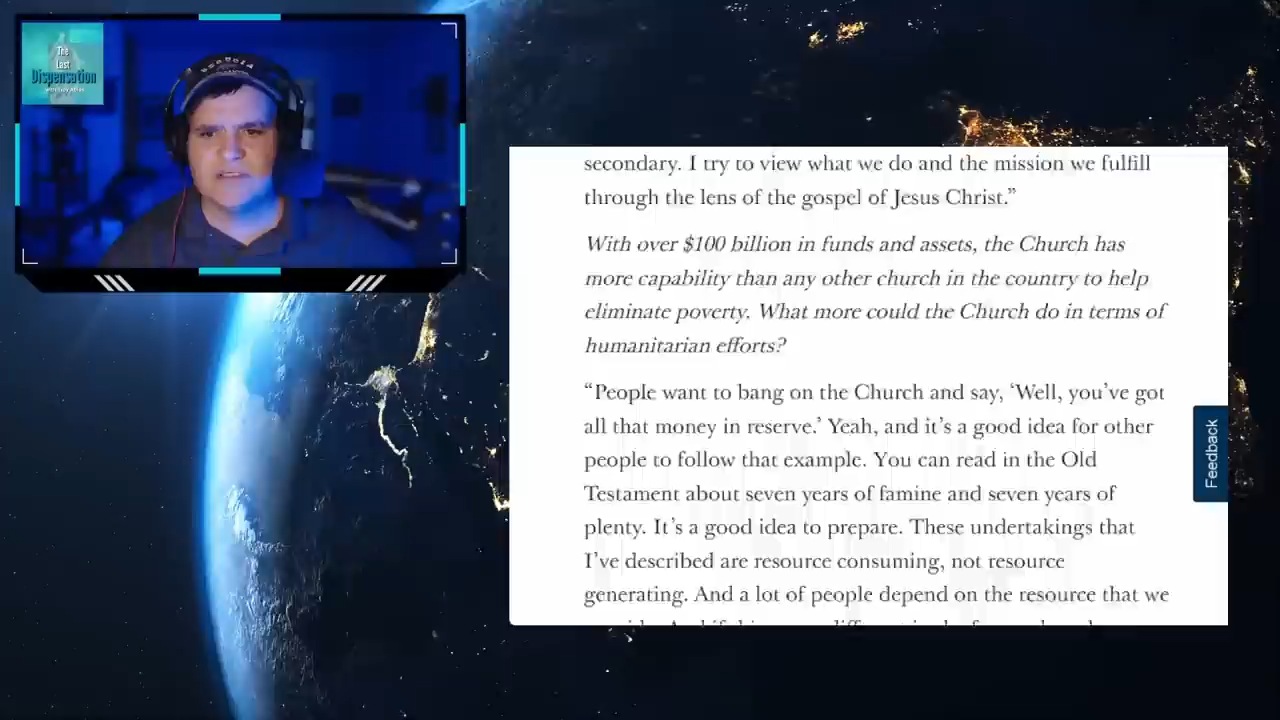 The
Last
Dispensation
secondary. I try to view what we do and the mission we fulfill
through the lens of the gospel of Jesus Christ.”
With over $100 billion in funds and assets, the Church has
more capability than any other church in the country to help
eliminate poverty. What more could the Church do in terms of
humanitarian efforts?
“People want to bang on the Church and say, ‘Well, you’ve got
all that money in reserve.’ Yeah, and it’s a good idea for other
people to follow that example. You can read in the Old
Testament about seven years of famine and seven years of
plenty. It’s a good idea to prepare. These undertakings that
I’ve described are resource consuming, not resource
generating. And a lot of people depend on the resource that we
Feedback